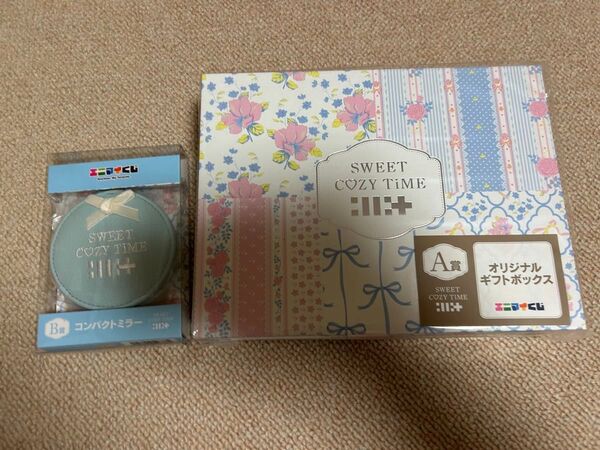 エニマイくじ
SWEET
COZY TiME
B賞
コンパクトミラー
SWEET
COZY TiME
A賞
SWEET
COZY TiME
オリジナル
ギフトボックス
エニマイくじ